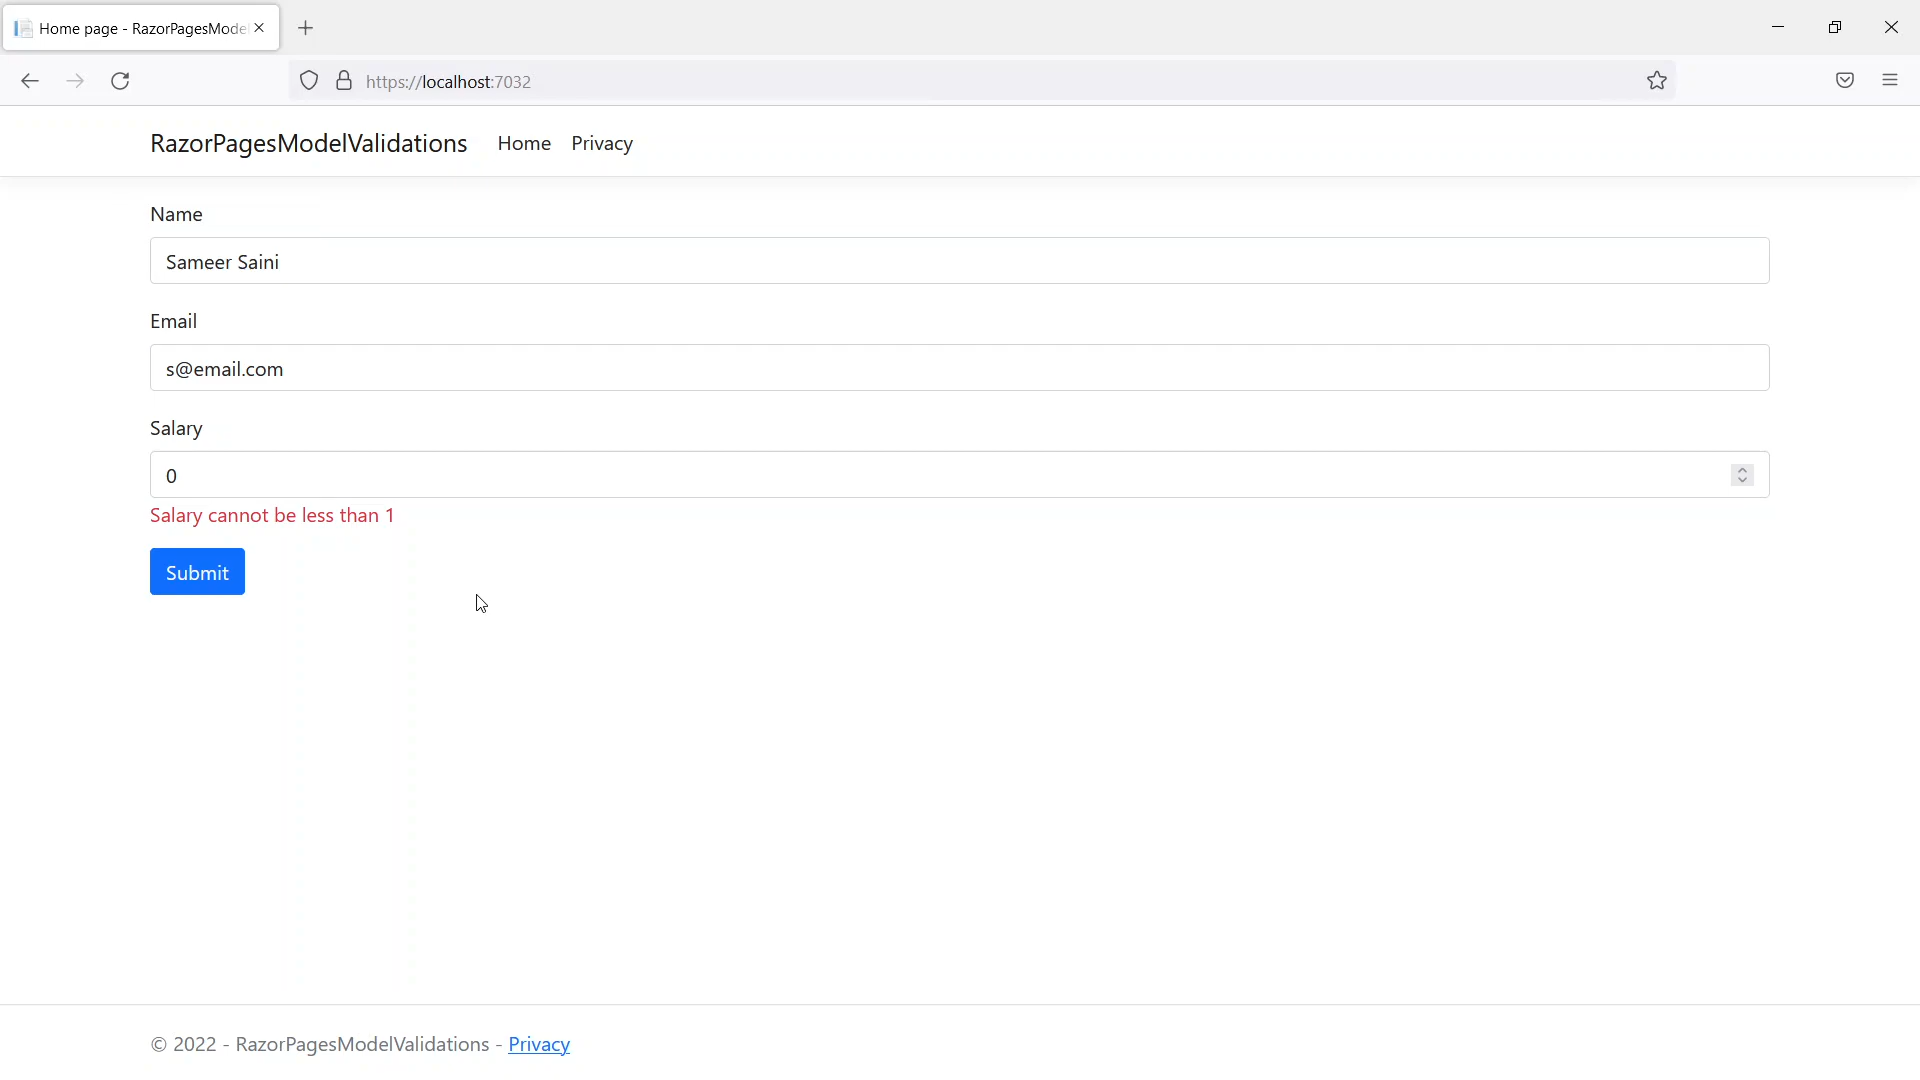 Home page - RazorPagesModel
https://localhost:7032
RazorPagesModelValidations Home Privacy
Name
Sameer Saini
Email
s@email.com
Salary
0
Salary cannot be less than 1
Submit
© 2022 - RazorPagesModelValidations - Privacy